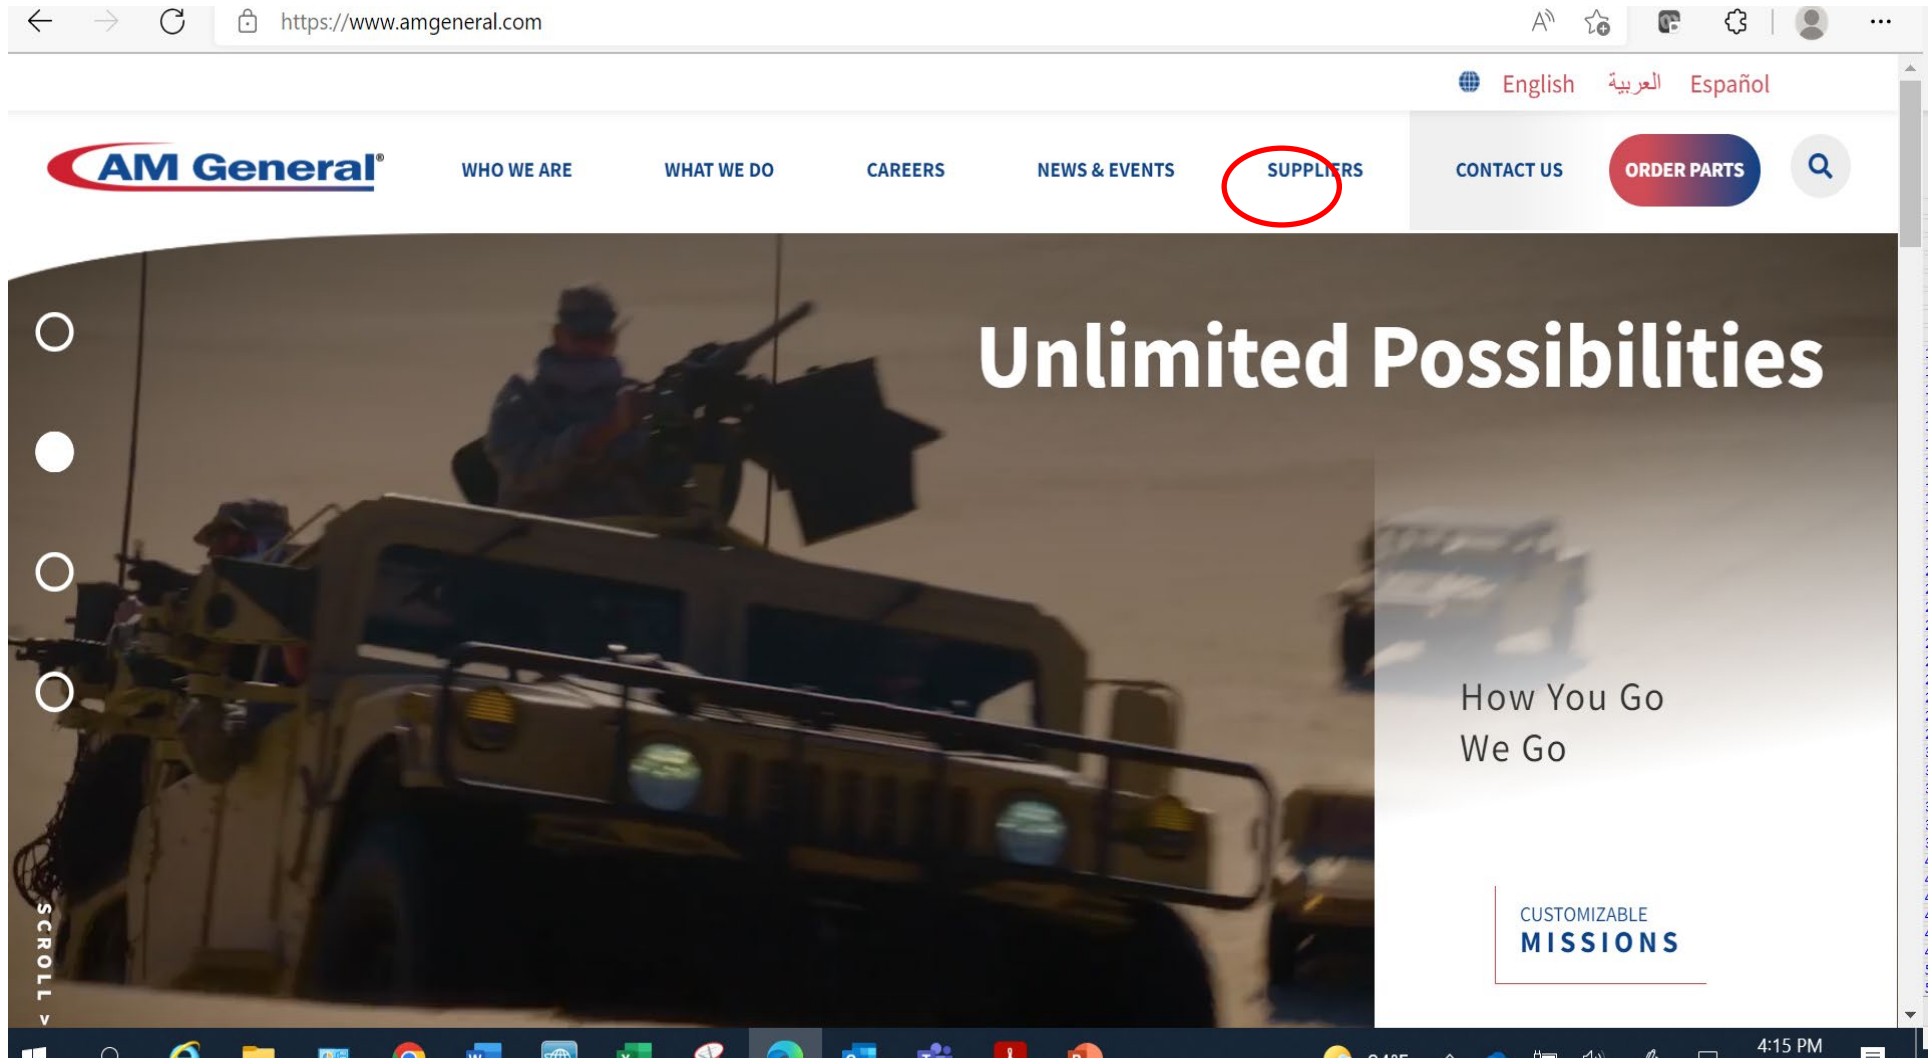 https://www.amgeneral.com
English العربية Español
AM General®
WHO WE ARE
WHAT WE DO
CAREERS
NEWS & EVENTS
SUPPLIERS
CONTACT US
ORDER PARTS
Unlimited Possibilities
How You Go
We Go
CUSTOMIZABLE
MISSIONS
SCROLL >
4:15 PM